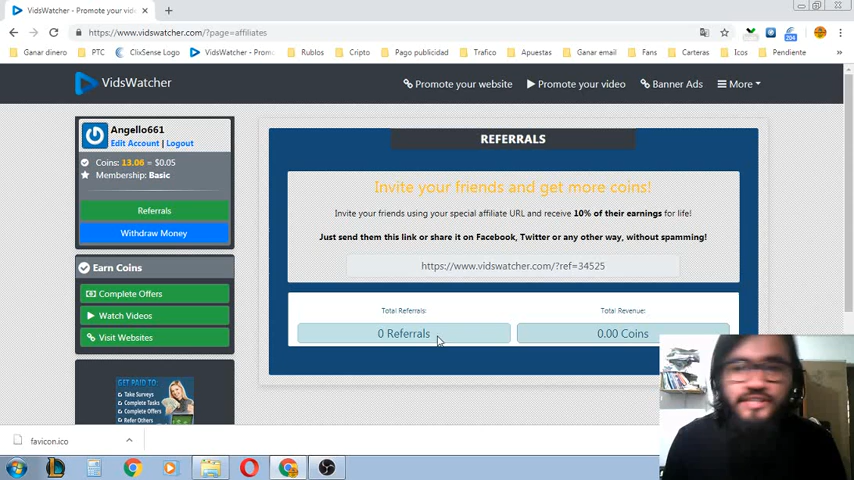 VidsWatcher - Promote your vid
https://www.vidswatcher.com/?page=affiliates
Ganar dinero PTC ClixSense Logo VidsWatcher - Promo Rublos Cripto Pago publicidad Trafico Apuestas Ganar email Fans Carteras Icos Pendiente
204
VidsWatcher
Promote your website Promote your video Banner Ads More
Angello661
Edit Account | Logout
Coins: 13.06 = $0.05
Membership: Basic
Referrals
Withdraw Money
Earn Coins
Complete Offers
Watch Videos
Visit Websites
GET PAID TO:
Take Surveys
Complete Tasks
Complete Offers
Refer Others
REFERRALS
Invite your friends and get more coins!
Invite your friends using your special affiliate URL and receive 10% of their earnings for life!
Just send them this link or share it on Facebook, Twitter or any other way, without spamming!
https://www.vidswatcher.com/?ref=34525
Total Referrals: Total Revenue:
0 Referrals 0.00 Coins
favicon.ico